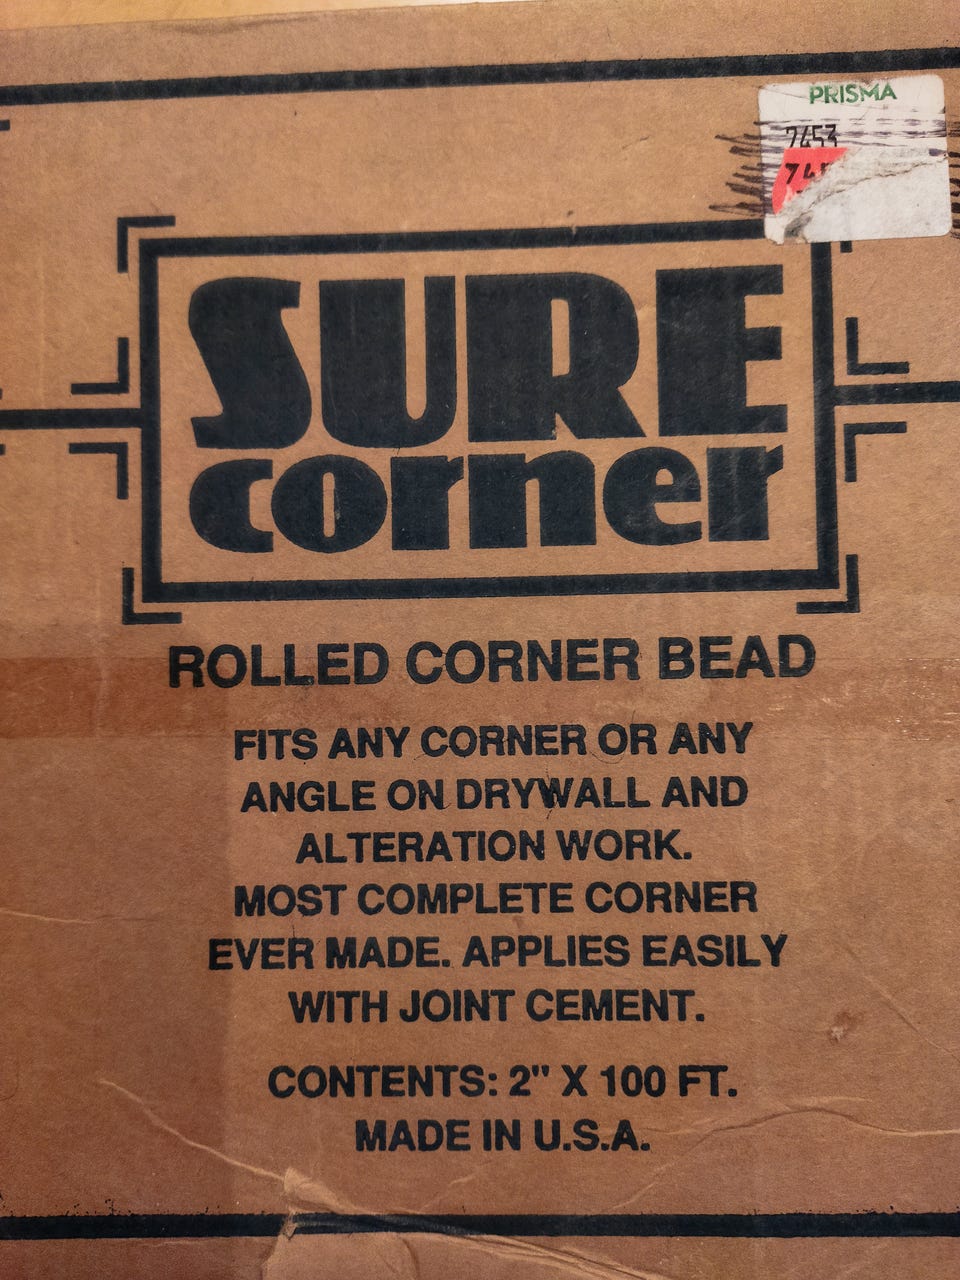 PRISMA
7453
SURE
corner
ROLLED CORNER BEAD
FITS ANY CORNER OR ANY
ANGLE ON DRYWALL AND
ALTERATION WORK.
MOST COMPLETE CORNER
EVER MADE. APPLIES EASILY
WITH JOINT CEMENT.
CONTENTS: 2" X 100 FT.
MADE IN U.S.A.